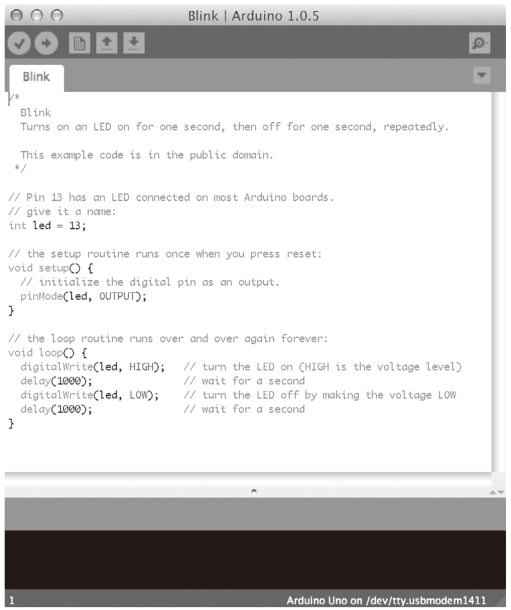 Blink | Arduino 1.0.5
Blink
/*
  Blink
  Turns on an LED on for one second, then off for one second, repeatedly.

  This example code is in the public domain.
 */

// Pin 13 has an LED connected on most Arduino boards.
// give it a name:
int led = 13;

// the setup routine runs once when you press reset:
void setup() {
  // initialize the digital pin as an output.
  pinMode(led, OUTPUT);
}

// the loop routine runs over and over again forever:
void loop() {
  digitalWrite(led, HIGH);   // turn the LED on (HIGH is the voltage level)
  delay(1000);               // wait for a second
  digitalWrite(led, LOW);    // turn the LED off by making the voltage LOW
  delay(1000);               // wait for a second
}
1 Arduino Uno on /dev/tty.usbmodem1411